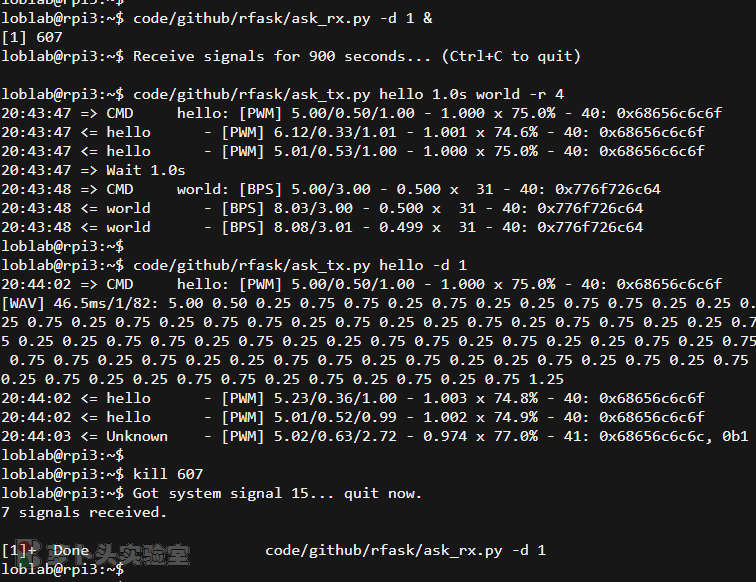 loblab@rpi3:~$
loblab@rpi3:~$ code/github/rfask/ask_rx.py -d 1 &
[1] 607
loblab@rpi3:~$ Receive signals for 900 seconds... (Ctrl+C to quit)
loblab@rpi3:~$ code/github/rfask/ask_tx.py hello 1.0s world -r 4
20:43:47 => CMD     hello: [PWM] 5.00/0.50/1.00 - 1.000 x 75.0% - 40: 0x68656c6c6f
20:43:47 <= hello      - [PWM] 6.12/0.33/1.01 - 1.001 x 74.6% - 40: 0x68656c6c6f
20:43:47 <= hello      - [PWM] 5.01/0.53/1.00 - 1.000 x 75.0% - 40: 0x68656c6c6f
20:43:47 => Wait 1.0s
20:43:48 => CMD     world: [BPS] 5.00/3.00 - 0.500 x  31 - 40: 0x776f726c64
20:43:48 <= world      - [BPS] 8.03/3.00 - 0.500 x  31 - 40: 0x776f726c64
20:43:48 <= world      - [BPS] 8.08/3.01 - 0.499 x  31 - 40: 0x776f726c64
loblab@rpi3:~$
loblab@rpi3:~$ code/github/rfask/ask_tx.py hello -d 1
20:44:02 => CMD     hello: [PWM] 5.00/0.50/1.00 - 1.000 x 75.0% - 40: 0x68656c6c6f
[WAV] 46.5ms/1/82: 5.00 0.50 0.25 0.75 0.75 0.25 0.75 0.25 0.25 0.75 0.75 0.25 0.25 0.
25 0.75 0.25 0.75 0.25 0.75 0.75 0.25 0.75 0.25 0.25 0.75 0.25 0.75 0.75 0.25 0.25 0.7
5 0.25 0.25 0.75 0.75 0.25 0.75 0.25 0.25 0.75 0.75 0.25 0.75 0.25 0.25 0.75 0.25 0.75
 0.75 0.25 0.75 0.25 0.25 0.75 0.25 0.75 0.75 0.25 0.75 0.25 0.25 0.75 0.25 0.75 
0.25 0.75 0.25 0.25 0.75 0.75 0.25 0.75 0.25 0.75 0.25 0.75 1.25
20:44:02 <= hello      - [PWM] 5.23/0.36/1.00 - 1.003 x 74.8% - 40: 0x68656c6c6f
20:44:02 <= hello      - [PWM] 5.01/0.52/0.99 - 1.002 x 74.9% - 40: 0x68656c6c6f
20:44:03 <= Unknown    - [PWM] 5.02/0.63/2.72 - 0.974 x 77.0% - 41: 0x68656c6c6c, 0b1
loblab@rpi3:~$
loblab@rpi3:~$ kill 607
loblab@rpi3:~$ Got system signal 15... quit now.
7 signals received.
[1]+  Done                    code/github/rfask/ask_rx.py -d 1
萝卜头实验室
loblab@rpi3:~$